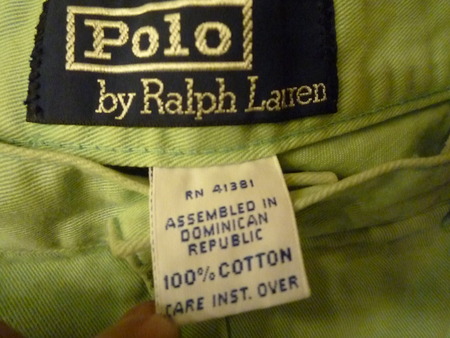 Polo
by Ralph Lauren
RN 41381
ASSEMBLED IN
DOMINICAN
REPUBLIC
100% COTTON
CARE INST. OVER